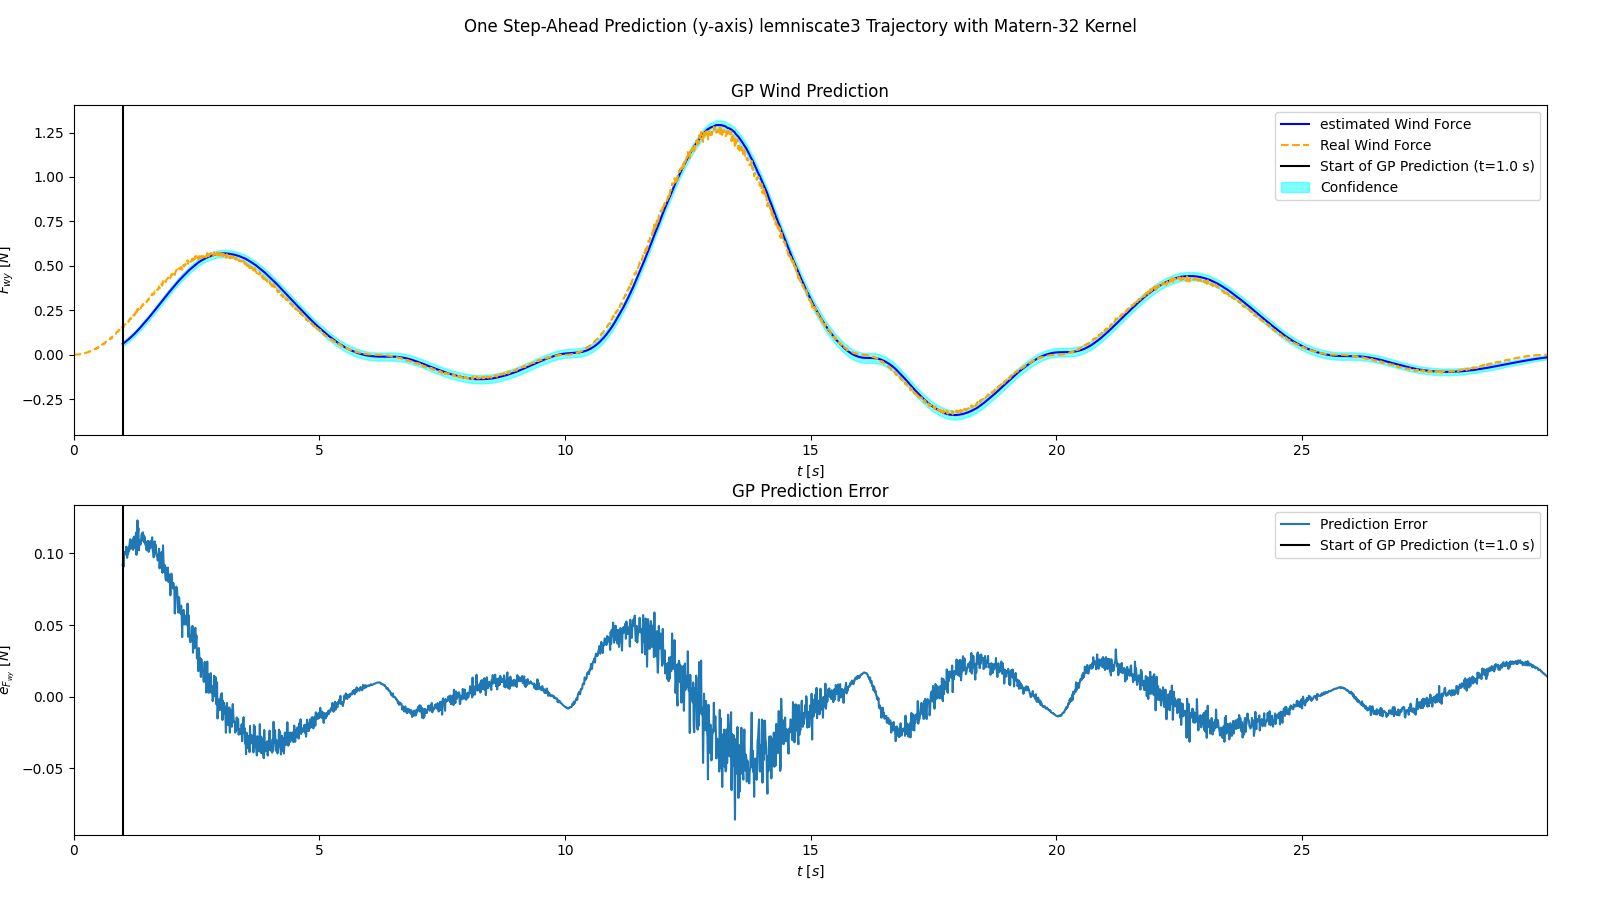 One Step-Ahead Prediction (y-axis) lemniscate3 Trajectory with Matern-32 Kernel
GP Wind Prediction
1.25
1.00
0.75
0.50
0.25
0.00
−0.25
[N]
estimated Wind Force
Real Wind Force
Start of GP Prediction (t=1.0 s)
Confidence
0 5 10 15 20 25
t [s]
GP Prediction Error
0.10
0.05
0.00
−0.05
[N]
Prediction Error
Start of GP Prediction (t=1.0 s)
0 5 10 15 20 25
t [s]